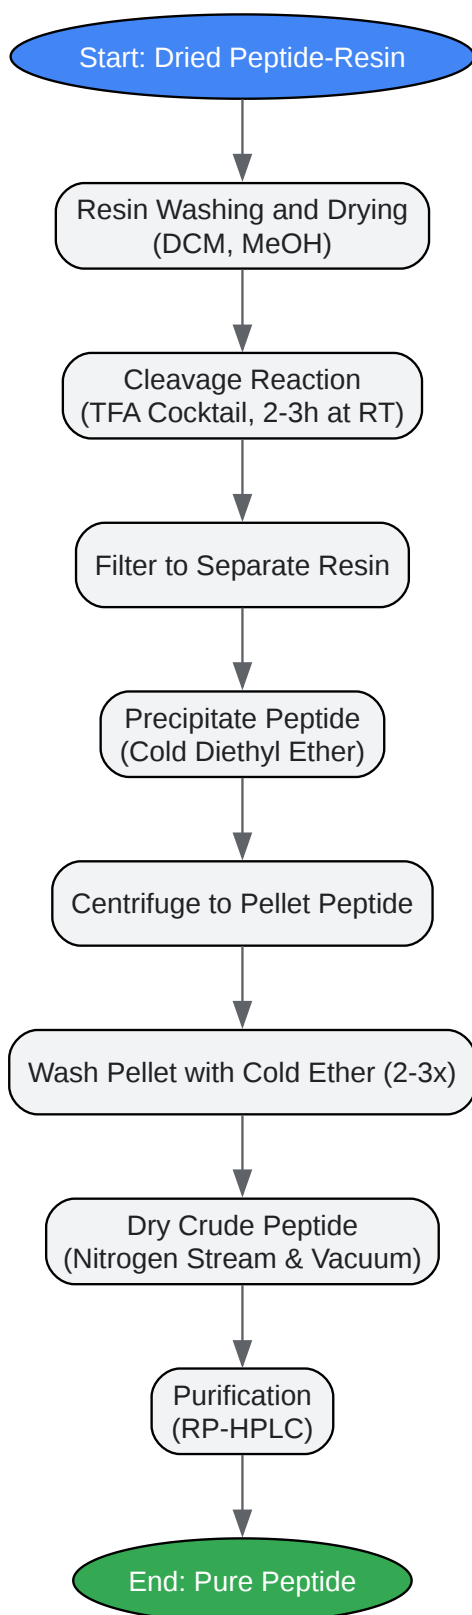 Start: Dried Peptide-Resin
Resin Washing and Drying
(DCM, MeOH)
Cleavage Reaction
(TFA Cocktail, 2-3h at RT)
Filter to Separate Resin
Precipitate Peptide
(Cold Diethyl Ether)
Centrifuge to Pellet Peptide
Wash Pellet with Cold Ether (2-3x)
Dry Crude Peptide
(Nitrogen Stream & Vacuum)
Purification
(RP-HPLC)
End: Pure Peptide